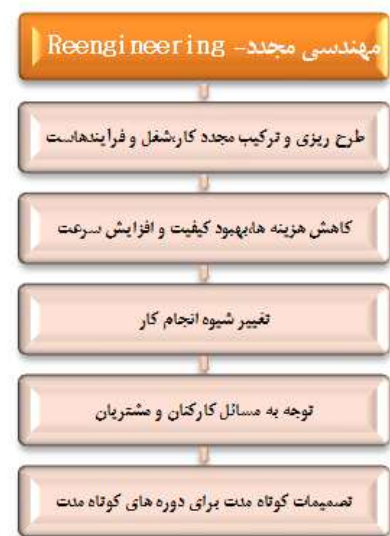 مهندسی مجدد- Reengineering
طرح ریزی و ترکیب مجدد کار،شغل و فرآیندهاست
کاهش هزینه ها،بهبود کیفیت و افزایش سرعت
تغییر شیوه انجام کار
توجه به مسائل کارکنان و مشتریان
تصمیمات کوتاه مدت برای دوره های کوتاه مدت